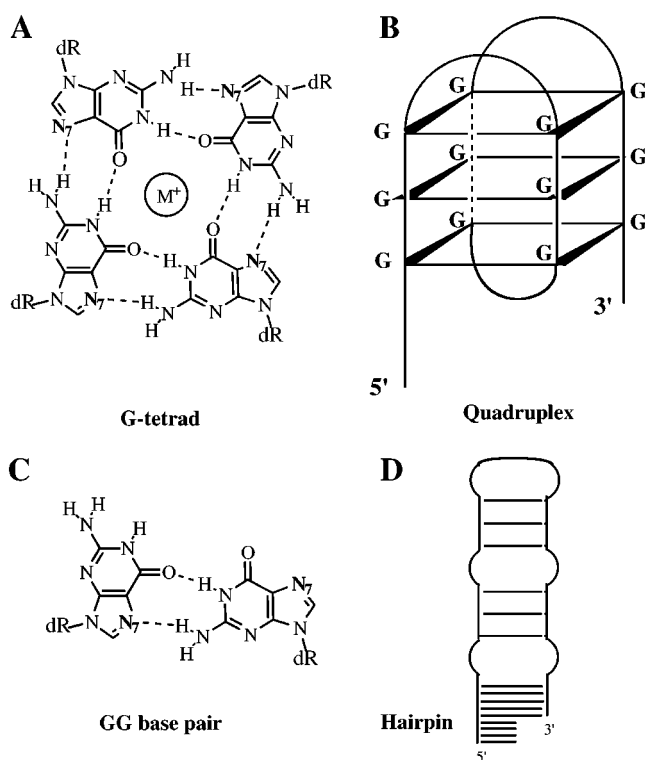 A
H
dR
N
N
N
H
N7
N
dR
N7
N
H
O
N
O
N
H
H
N
H
H
N
H
H
M+
H
N
N
H
O
N
O
H
N
N7
dR
N
N7
H
N
H
N
N
dR
G-tetrad
B
G
G
G
G
G
G
G
G
G
G
G
G
3'
5'
Quadruplex
C
H
H
N
H
N
O
N
O
H
N
N7
dR
N
N7
H
N
H
N
N
dR
GG base pair
D
Hairpin
3'
5'